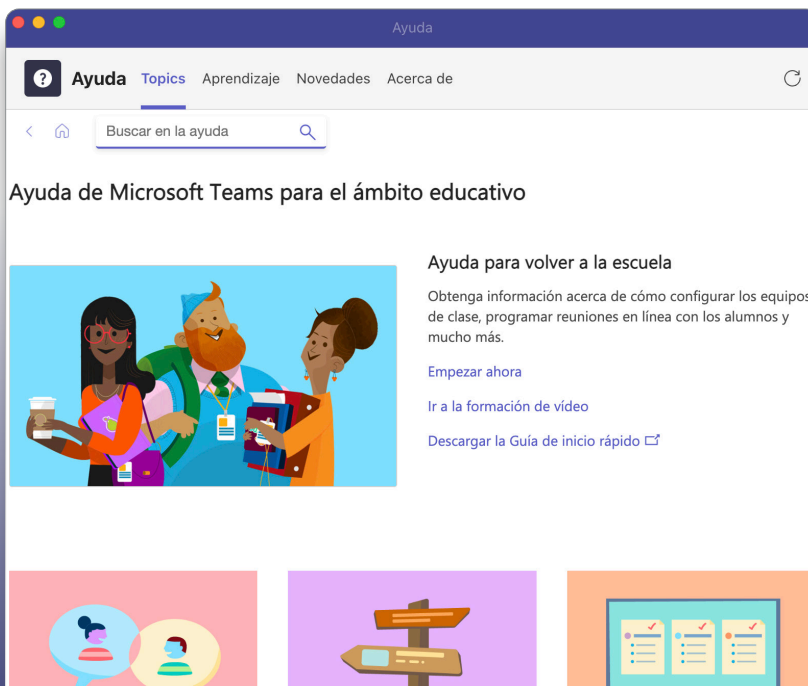 Ayuda
Ayuda Topics Aprendizaje Novedades Acerca de
Buscar en la ayuda
Ayuda de Microsoft Teams para el ámbito educativo
Ayuda para volver a la escuela
Obtenga información acerca de cómo configurar los equipos
de clase, programar reuniones en línea con los alumnos y
mucho más.
Empezar ahora
Ir a la formación de vídeo
Descargar la Guía de inicio rápido